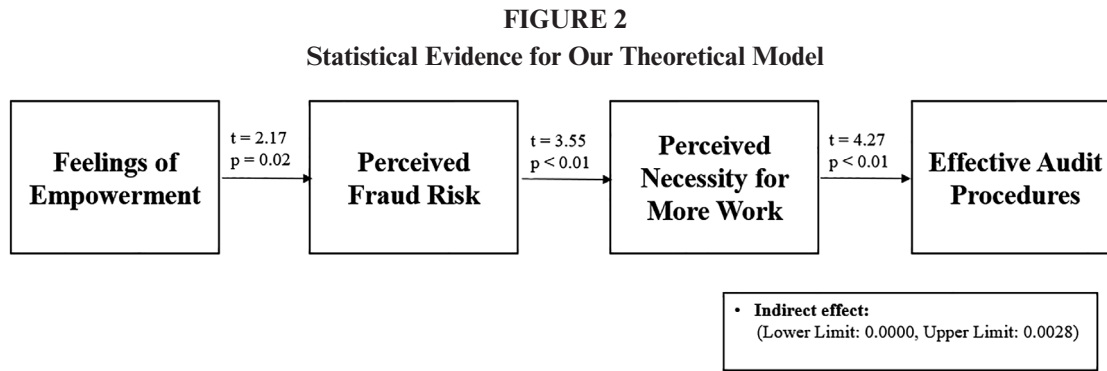 FIGURE 2
Statistical Evidence for Our Theoretical Model
Feelings of
Empowerment
t = 2.17
p = 0.02
Perceived
Fraud Risk
t = 3.55
p < 0.01
Perceived
Necessity for
More Work
t = 4.27
p < 0.01
Effective Audit
Procedures
• Indirect effect:
(Lower Limit: 0.0000, Upper Limit: 0.0028)